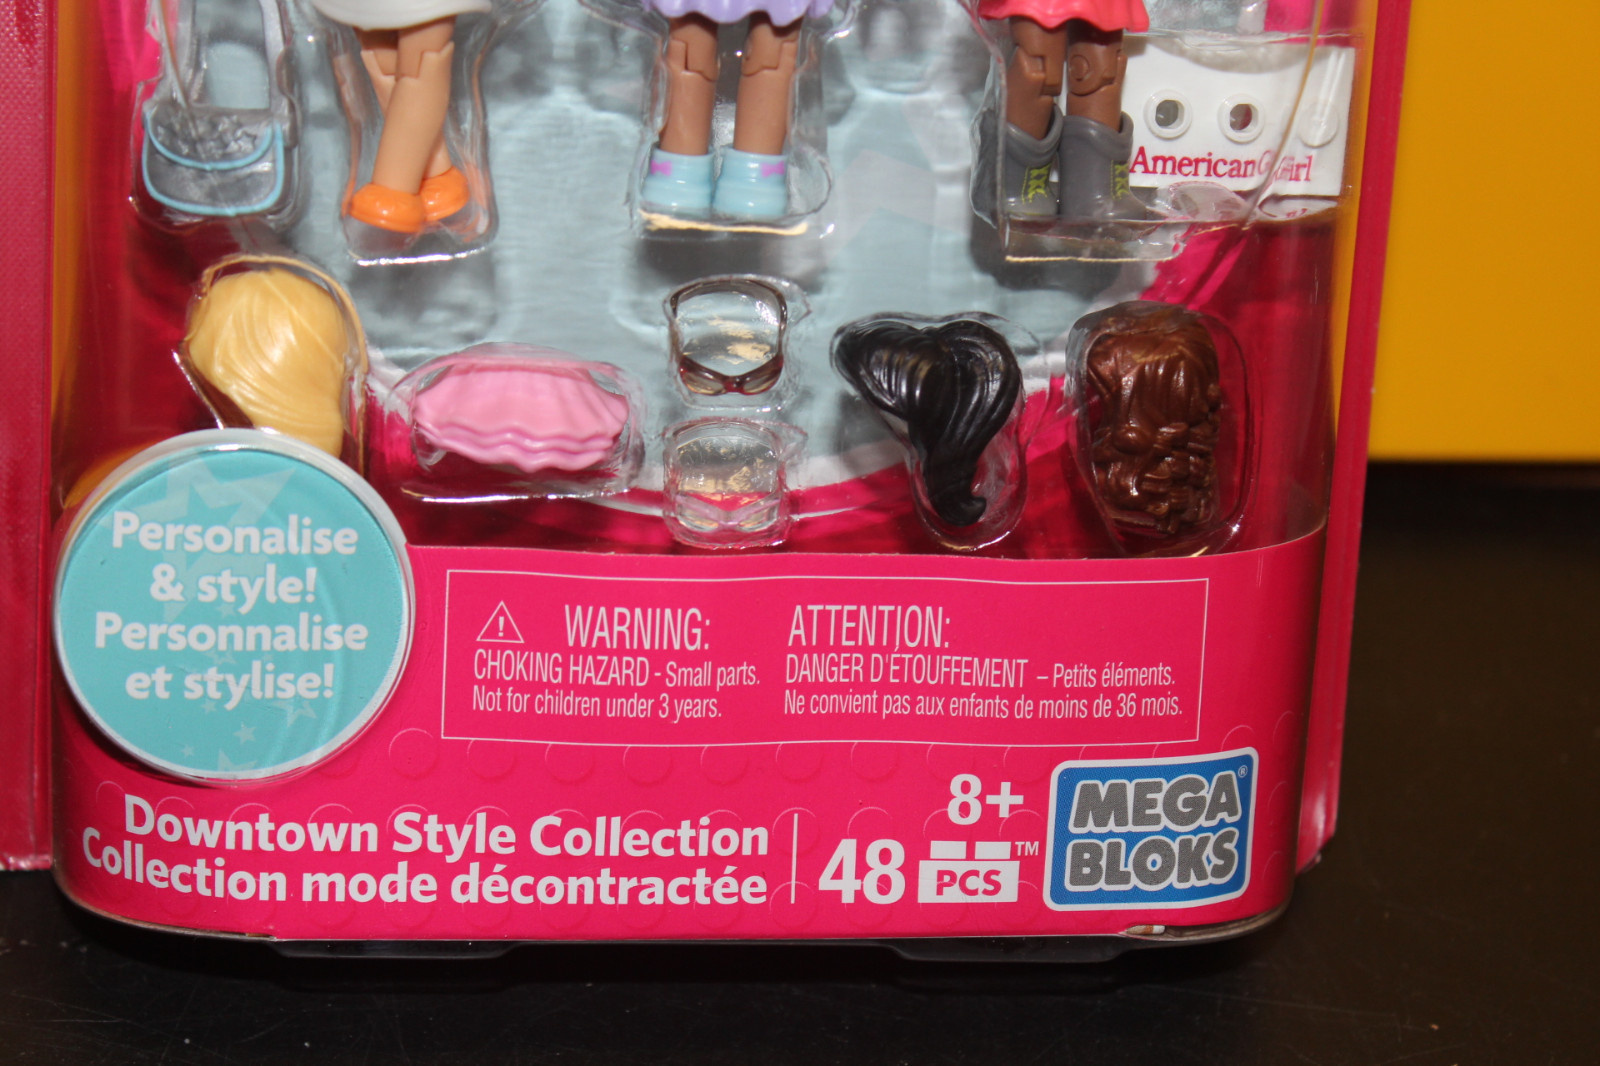 American Girl
Personalise
& style!
Personnalise
et stylise!
WARNING:
CHOKING HAZARD - Small parts.
Not for children under 3 years.
ATTENTION:
DANGER D'ÉTOUFFEMENT – Petits éléments.
Ne convient pas aux enfants de moins de 36 mois.
Downtown Style Collection
Collection mode décontractée
8+
48 PCS™
MEGA®
BLOKS